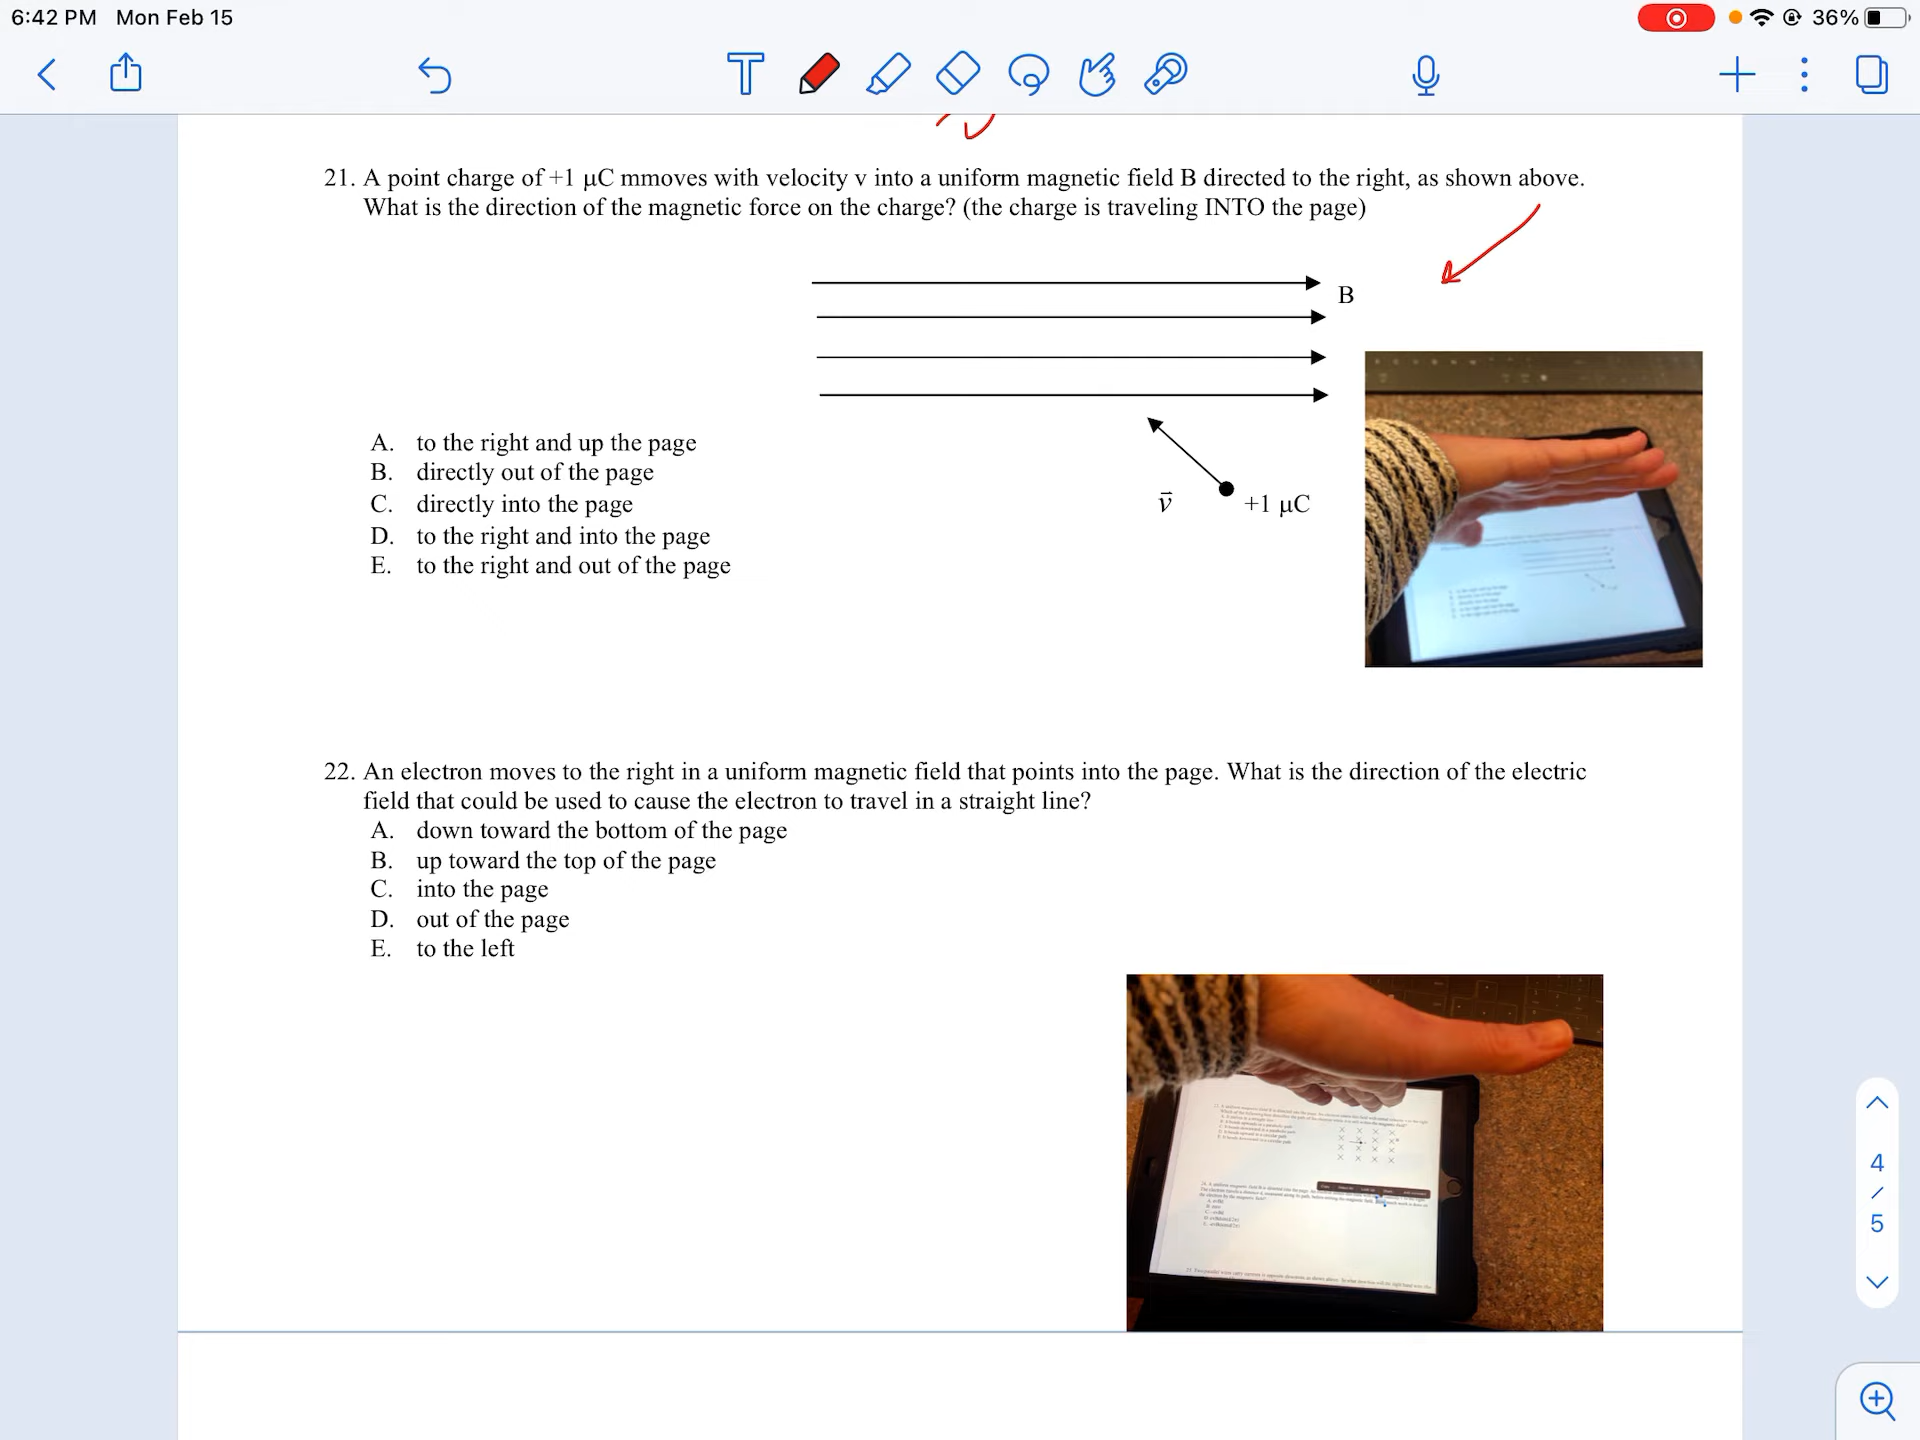 6:42 PM Mon Feb 15
36%
21. A point charge of +1 μC mmoves with velocity v into a uniform magnetic field B directed to the right, as shown above.
What is the direction of the magnetic force on the charge? (the charge is traveling INTO the page)
B
A. to the right and up the page
B. directly out of the page
C. directly into the page
D. to the right and into the page
E. to the right and out of the page
v̄ +1 μC
22. An electron moves to the right in a uniform magnetic field that points into the page. What is the direction of the electric
field that could be used to cause the electron to travel in a straight line?
A. down toward the bottom of the page
B. up toward the top of the page
C. into the page
D. out of the page
E. to the left
4
/
5